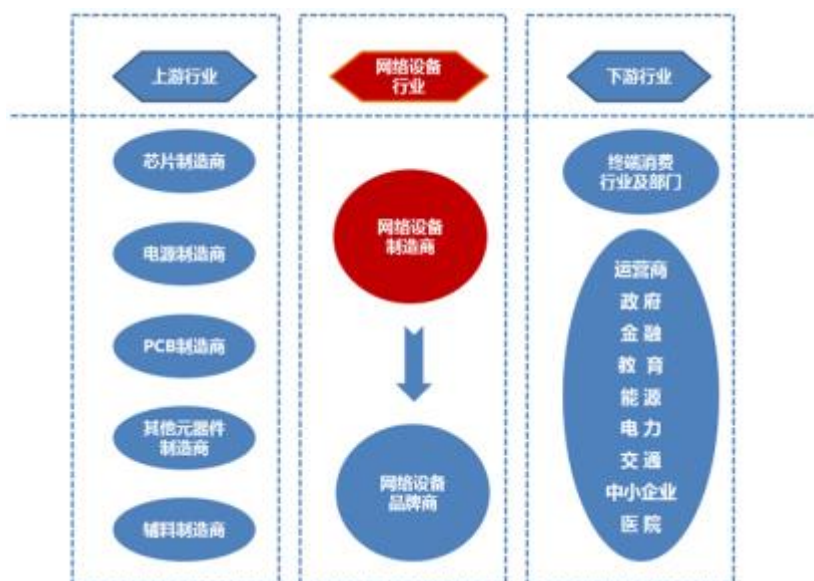 上游行业
芯片制造商
电源制造商
PCB制造商
其他元器件
制造商
辅料制造商
网络设备
行业
网络设备
制造商
网络设备
品牌商
下游行业
终端消费
行业及部门
运营商
政 府
金 融
教 育
能 源
电 力
交 通
中小企业
医 院